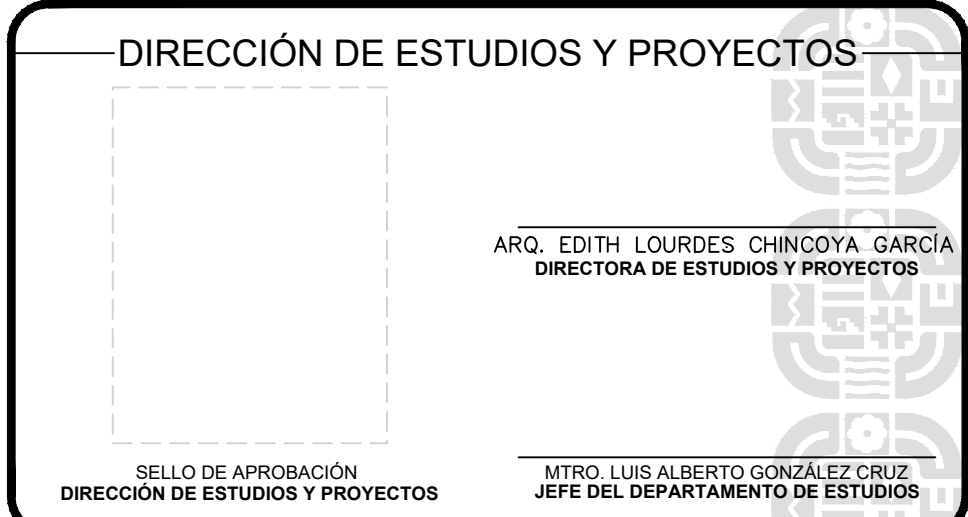 DIRECCIÓN DE ESTUDIOS Y PROYECTOS
ARQ. EDITH LOURDES CHINCOYA GARCÍA
DIRECTORA DE ESTUDIOS Y PROYECTOS
SELLO DE APROBACIÓN
DIRECCIÓN DE ESTUDIOS Y PROYECTOS
MTRO. LUIS ALBERTO GONZÁLEZ CRUZ
JEFE DEL DEPARTAMENTO DE ESTUDIOS